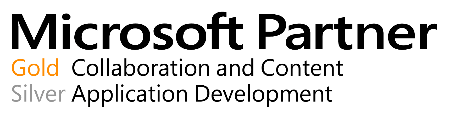 Microsoft Partner
Gold Collaboration and Content
Silver Application Development